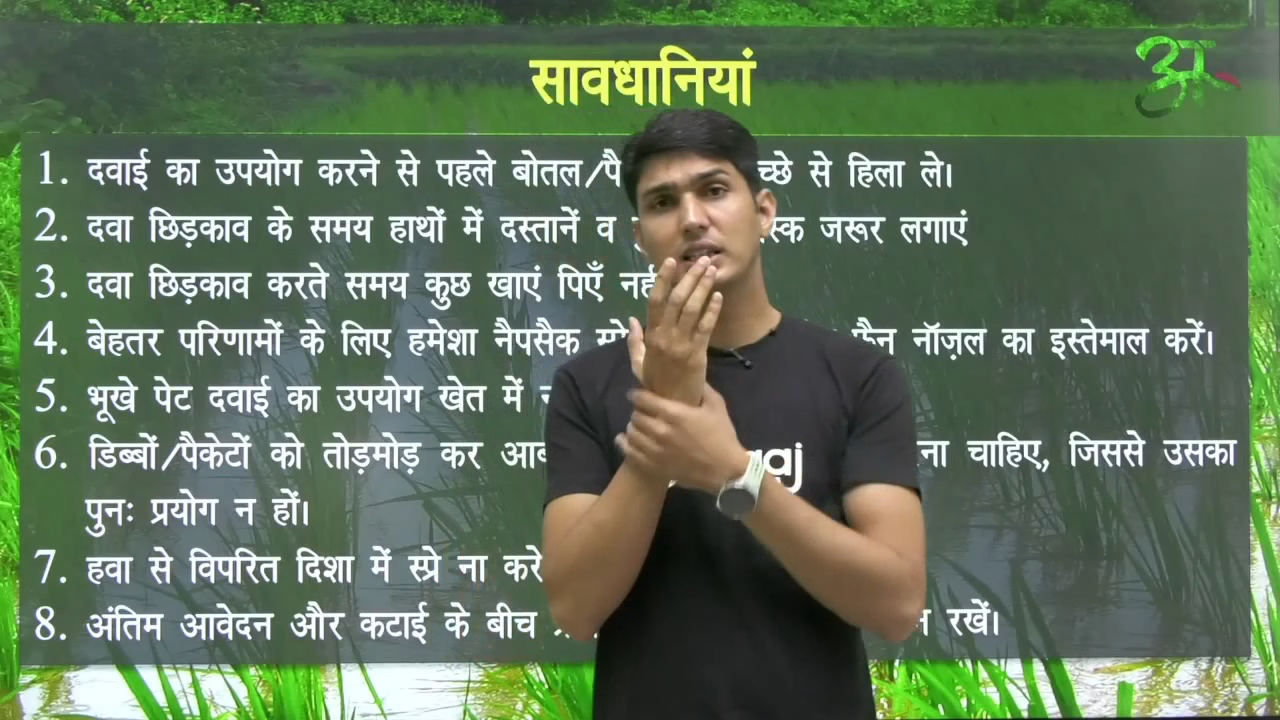 सावधानियां
1. दवाई का उपयोग करने से पहले बोतल/ से हिला ले।
2. दवा छिड़काव के समय हाथों में दस्तानें व जरूर लगाएं
3. दवा छिड़काव करते समय कुछ खाएं पिएँ
4. बेहतर परिणामों के लिए हमेशा नैपसैक फैन नॉज़ल का इस्तेमाल करें।
5. भूखे पेट दवाई का उपयोग खेत में
6. डिब्बों/पैकेटों को तोड़मोड़ कर चाहिए, जिससे उसका
पुनः प्रयोग न हों।
7. हवा से विपरित दिशा में स्प्रे ना करे
8. अंतिम आवेदन और कटाई के बीच रखें।